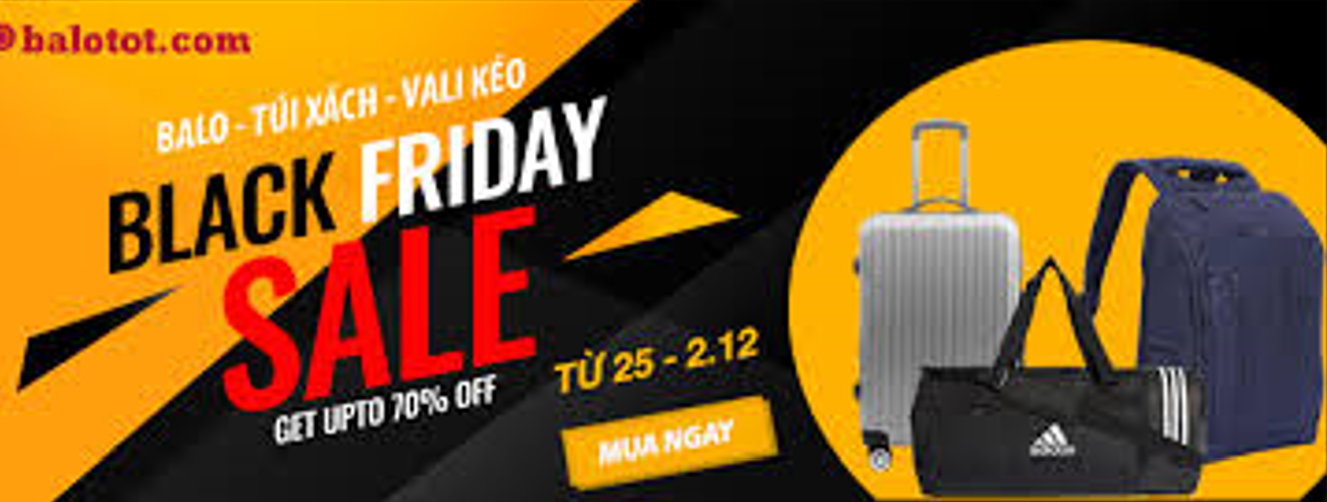 balotot.com
BALO - TÚI XÁCH - VALI KÉO
BLACK FRIDAY
SALE
GET UPTO 70% OFF
TỪ 25 - 2.12
MUA NGAY
adidas